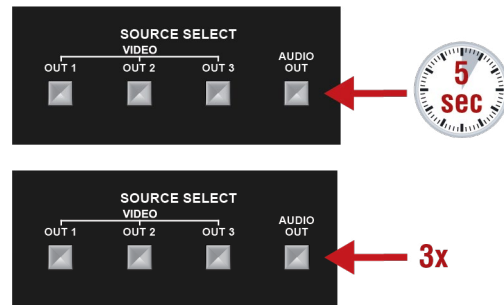 SOURCE SELECT
VIDEO
OUT 1 OUT 2 OUT 3 AUDIO OUT
5 sec
SOURCE SELECT
VIDEO
OUT 1 OUT 2 OUT 3 AUDIO OUT
3x